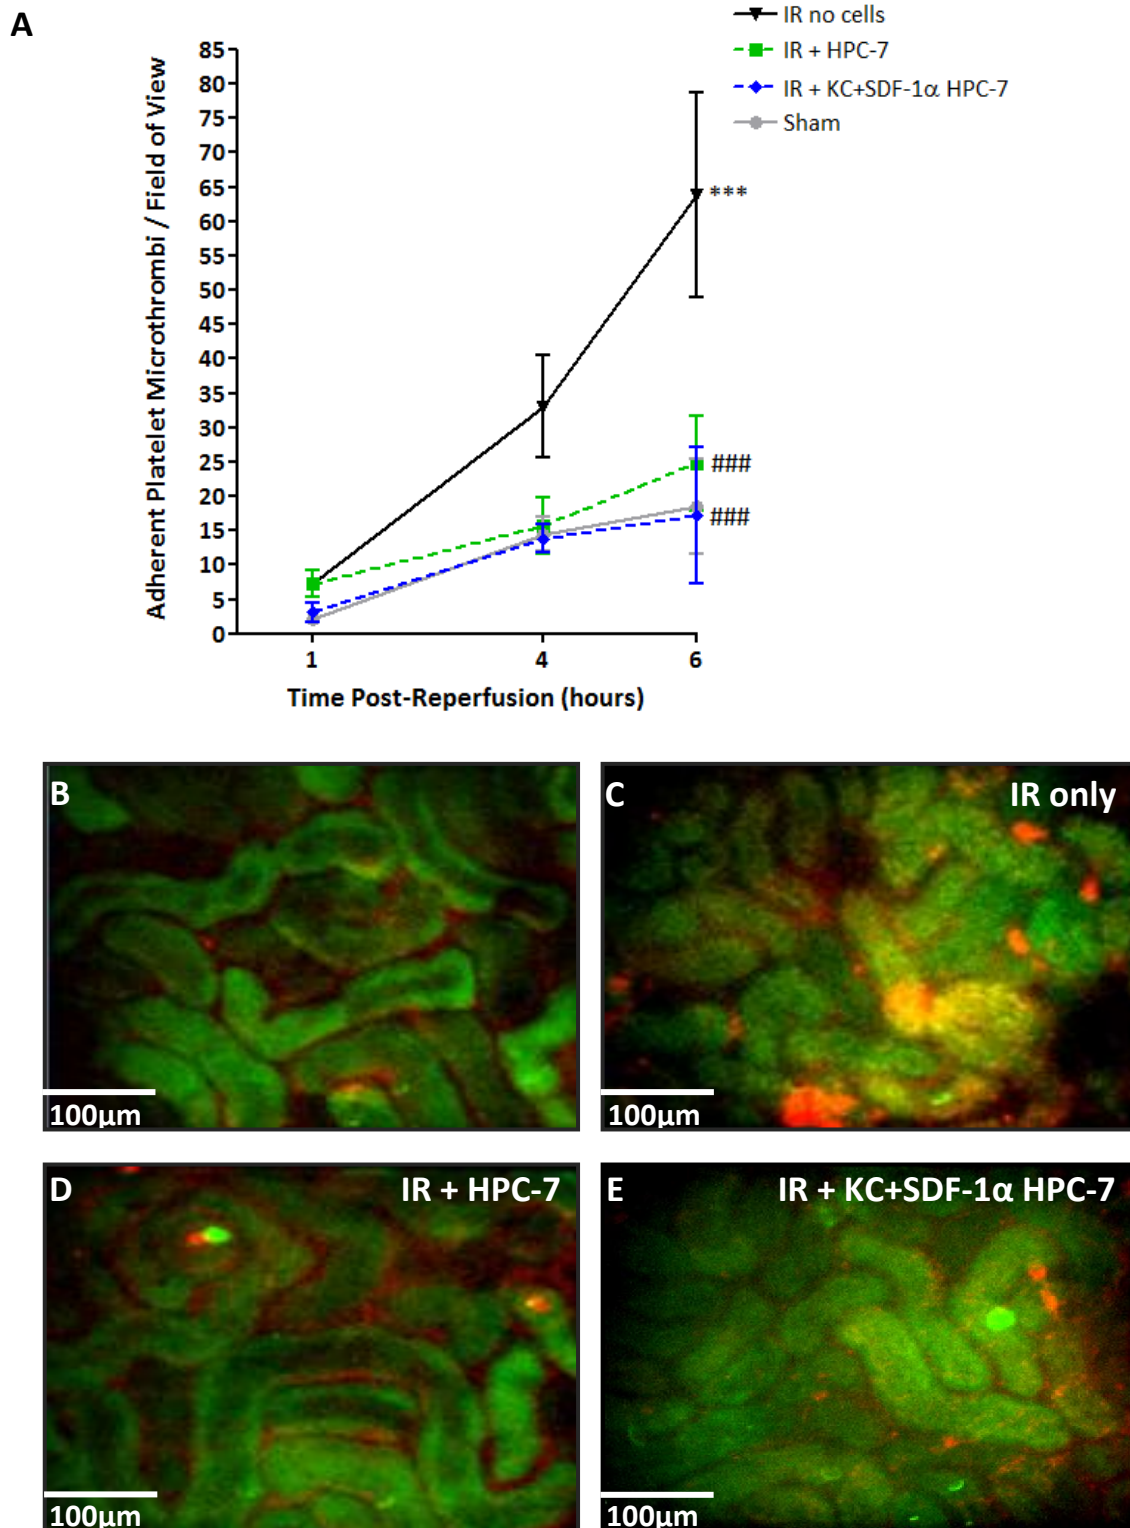 A
IR no cells
IR + HPC-7
IR + KC+SDF-1α HPC-7
Sham
Adherent Platelet Microthrombi / Field of View
85
80
75
70
65
60
55
50
45
40
35
30
25
20
15
10
5
0
***
###
###
1 4 6
Time Post-Reperfusion (hours)
B
100μm
C IR only
100μm
D IR + HPC-7
100μm
E IR + KC+SDF-1α HPC-7
100μm